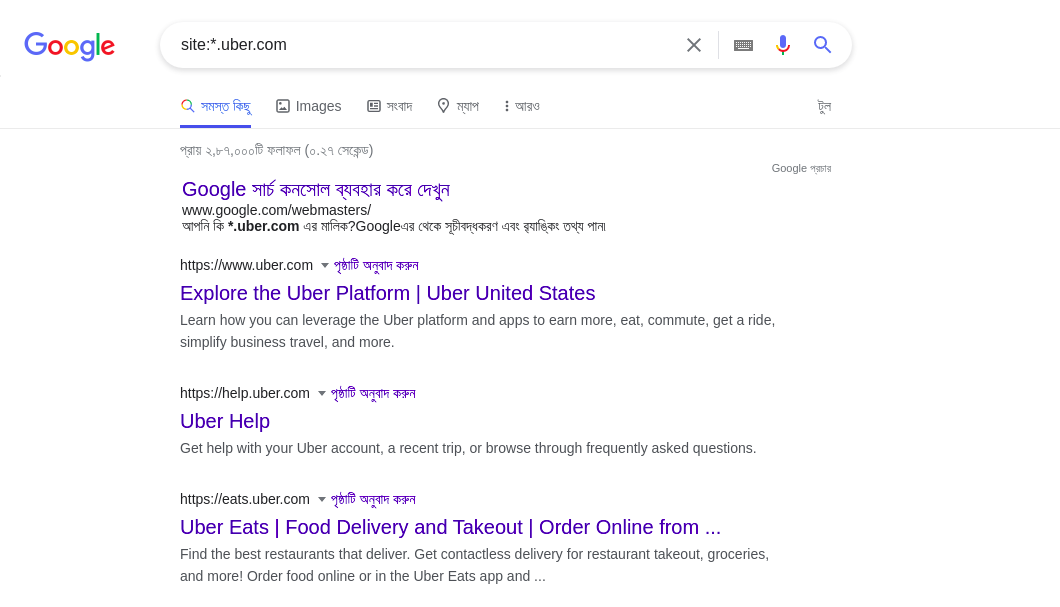 Google
site:*.uber.com
সমস্ত কিছু
Images
সংবাদ
ম্যাপ
আরও
টুল
প্রায় ২,৮৭,০০০টি ফলাফল (০.২৭ সেকেন্ড)
Google প্রচার
Google সার্চ কনসোল ব্যবহার করে দেখুন
www.google.com/webmasters/
আপনি কি *.uber.com এর মালিক?Googleএর থেকে সূচীবদ্ধকরণ এবং র‍্যাঙ্কিং তথ্য পান৷
https://www.uber.com পৃষ্ঠাটি অনুবাদ করুন
Explore the Uber Platform | Uber United States
Learn how you can leverage the Uber platform and apps to earn more, eat, commute, get a ride,
simplify business travel, and more.
https://help.uber.com পৃষ্ঠাটি অনুবাদ করুন
Uber Help
Get help with your Uber account, a recent trip, or browse through frequently asked questions.
https://eats.uber.com পৃষ্ঠাটি অনুবাদ করুন
Uber Eats | Food Delivery and Takeout | Order Online from ...
Find the best restaurants that deliver. Get contactless delivery for restaurant takeout, groceries,
and more! Order food online or in the Uber Eats app and ...